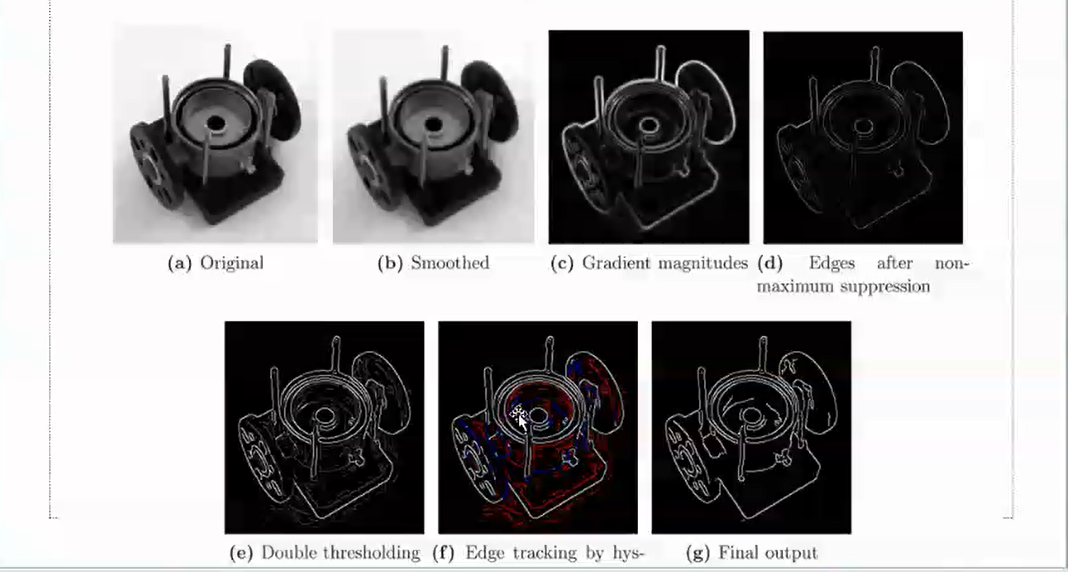 (a) Original
(b) Smoothed
(c) Gradient magnitudes
(d) Edges after non-
maximum suppression
(e) Double thresholding
(f) Edge tracking by hys-
(g) Final output